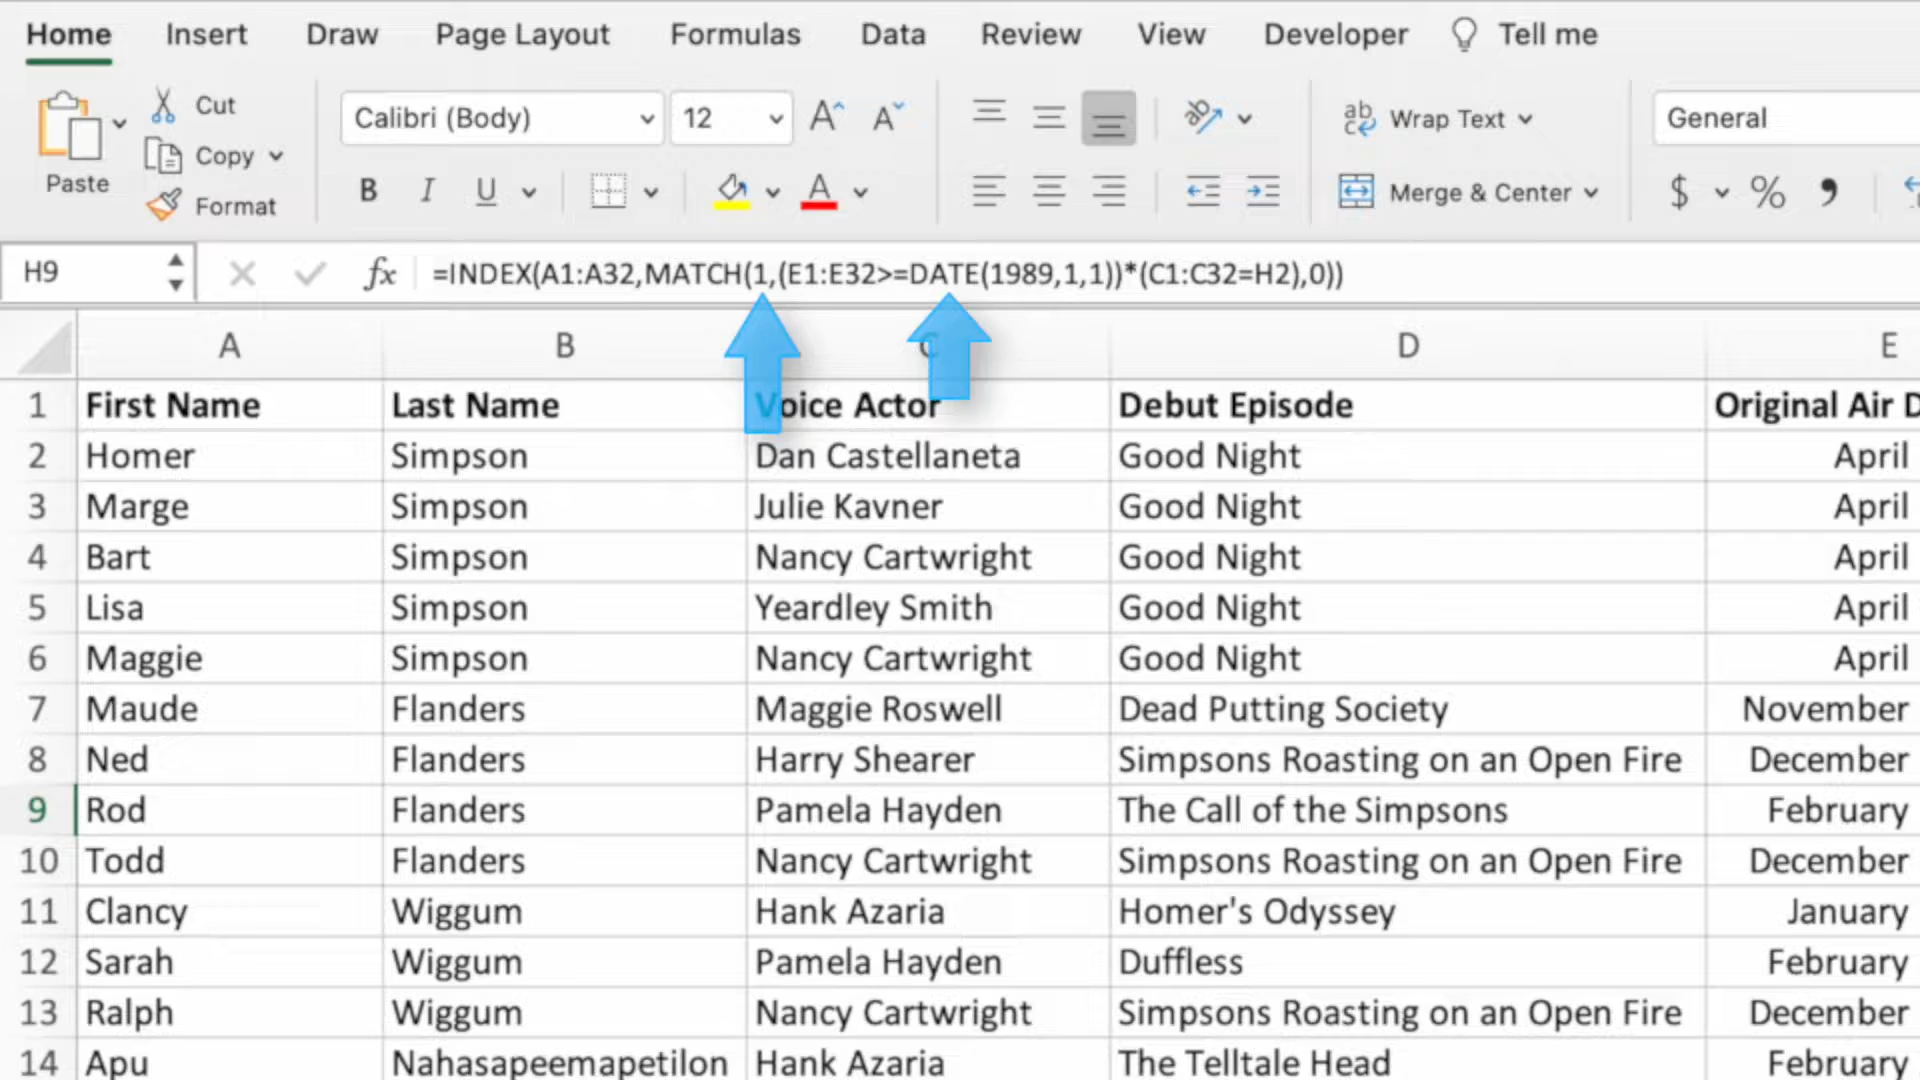 Home Insert Draw Page Layout Formulas Data Review View Developer Tell me
Paste Cut Copy Format
Calibri (Body) 12 A A ab Wrap Text General
B I U A Merge & Center $ % 9
H9 fx =INDEX(A1:A32,MATCH(1,(E1:E32>=DATE(1989,1,1))*(C1:C32=H2),0))
A B C D E
1 First Name Last Name Voice Actor Debut Episode Original Air D
2 Homer Simpson Dan Castellaneta Good Night April
3 Marge Simpson Julie Kavner Good Night April
4 Bart Simpson Nancy Cartwright Good Night April
5 Lisa Simpson Yeardley Smith Good Night April
6 Maggie Simpson Nancy Cartwright Good Night April
7 Maude Flanders Maggie Roswell Dead Putting Society November
8 Ned Flanders Harry Shearer Simpsons Roasting on an Open Fire December
9 Rod Flanders Pamela Hayden The Call of the Simpsons February
10 Todd Flanders Nancy Cartwright Simpsons Roasting on an Open Fire December
11 Clancy Wiggum Hank Azaria Homer's Odyssey January
12 Sarah Wiggum Pamela Hayden Duffless February
13 Ralph Wiggum Nancy Cartwright Simpsons Roasting on an Open Fire December
14 Apu Nahasapeemapetilon Hank Azaria The Telltale Head February